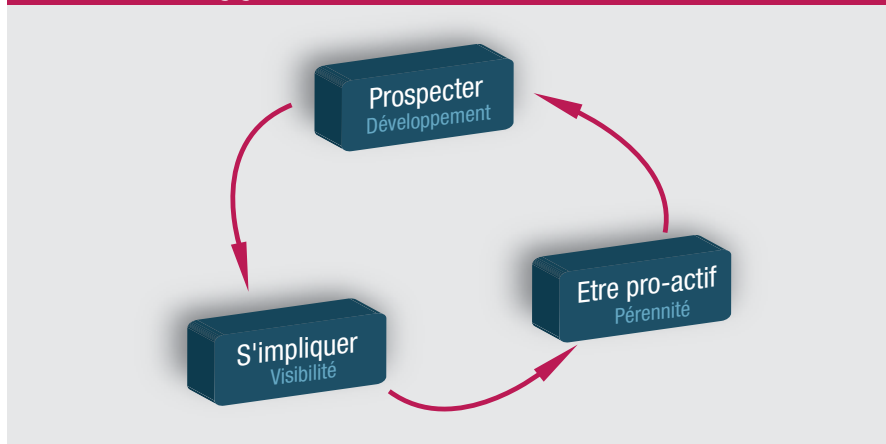 Prospecter
Développement
S'impliquer
Visibilité
Etre pro-actif
Pérennité